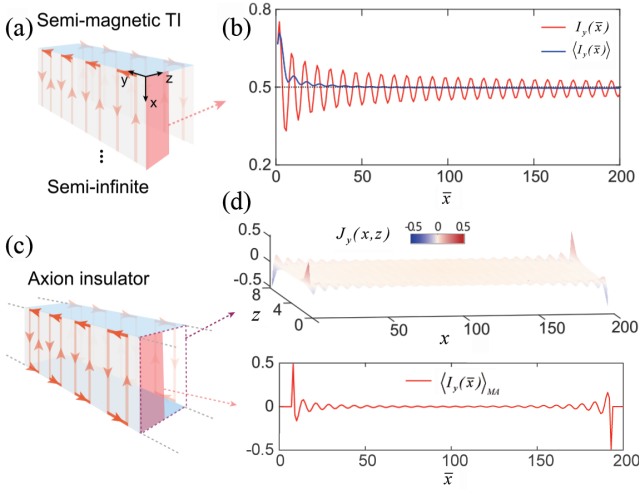 (a)
Semi-magnetic TI
y
z
x
⋮
Semi-infinite
(b)
0.8
0.5
0.2
I_y(x̄)
⟨I_y(x̄)⟩
0
50
100
150
200
x̄
(c)
Axion insulator
(d)
J_y(x,z)
-0.5
0.5
0.5
0
-0.5
8
4
0
z
50
100
150
200
x
0.5
0
-0.5
⟨I_y(x̄)⟩_MA
0
50
100
150
200
x̄